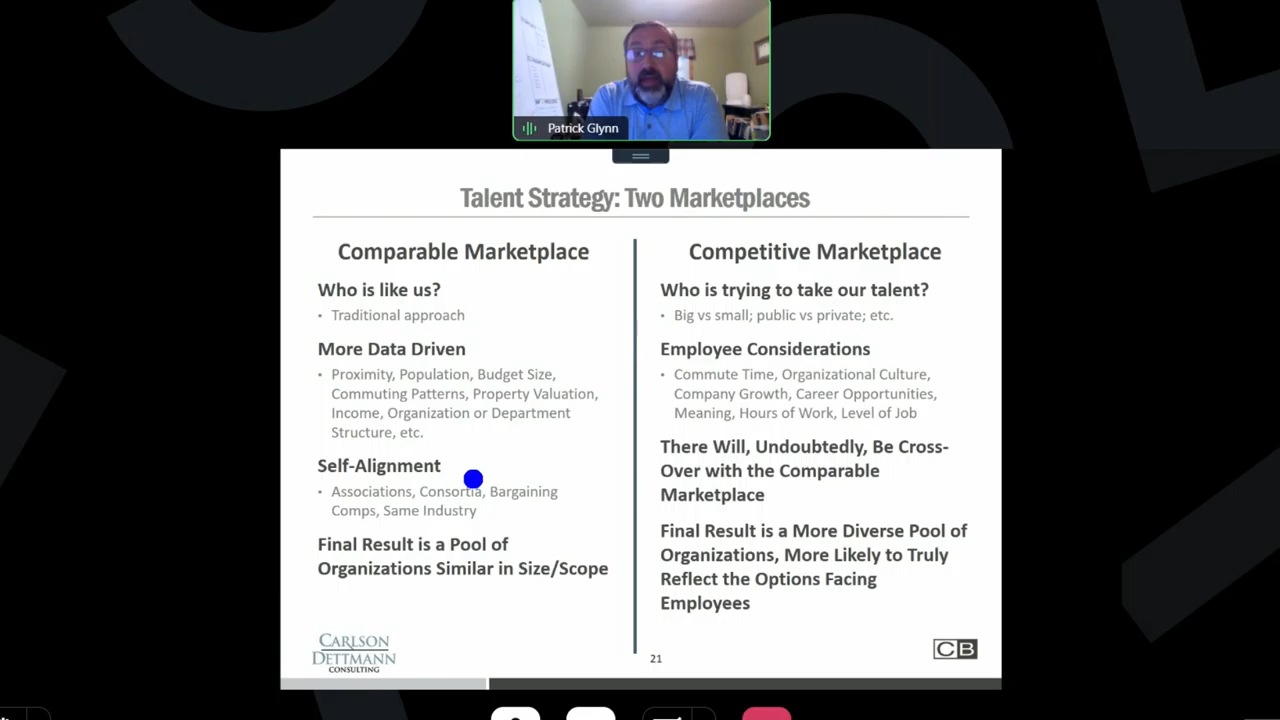 Patrick Glynn
Talent Strategy: Two Marketplaces
Comparable Marketplace
Who is like us?
• Traditional approach
More Data Driven
• Proximity, Population, Budget Size,
Commuting Patterns, Property Valuation,
Income, Organization or Department
Structure, etc.
Self-Alignment
• Associations, Consortia, Bargaining
Comps, Same Industry
Final Result is a Pool of
Organizations Similar in Size/Scope
Competitive Marketplace
Who is trying to take our talent?
• Big vs small; public vs private; etc.
Employee Considerations
• Commute Time, Organizational Culture,
Company Growth, Career Opportunities,
Meaning, Hours of Work, Level of Job
There Will, Undoubtedly, Be Cross-
Over with the Comparable
Marketplace
Final Result is a More Diverse Pool of
Organizations, More Likely to Truly
Reflect the Options Facing
Employees
CARLSON
DETTMANN
CONSULTING
21
CB